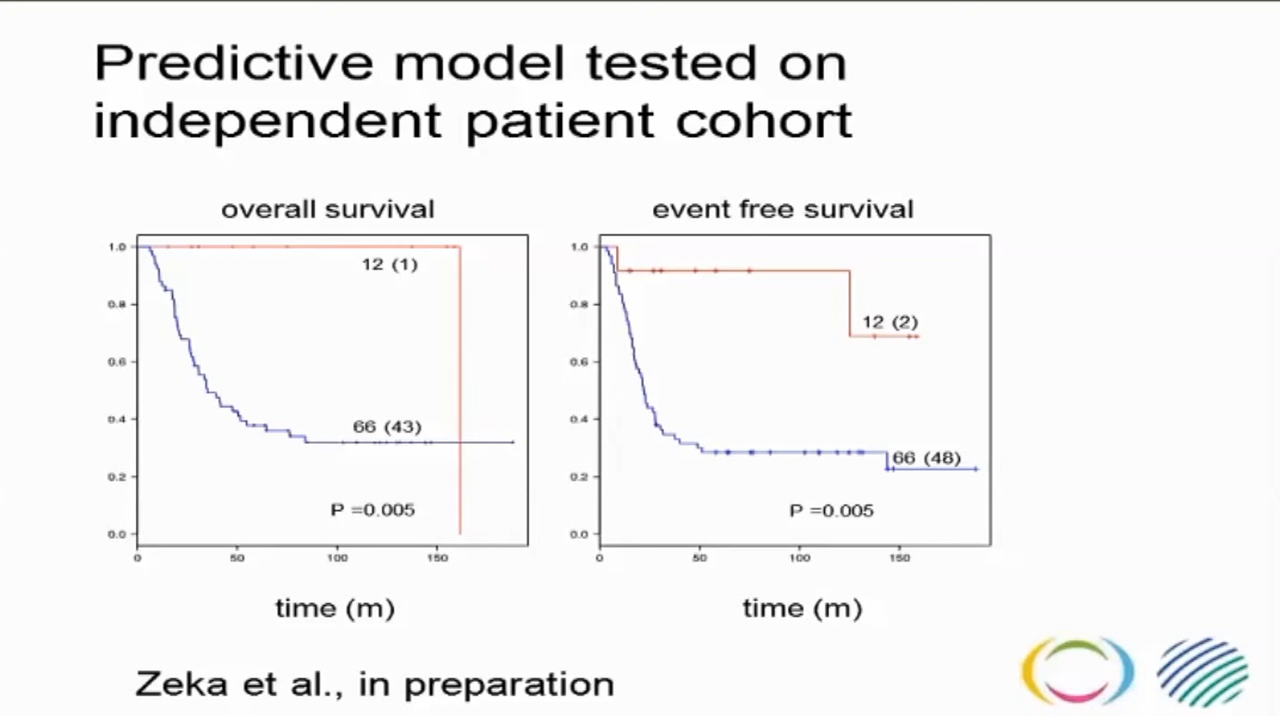 Predictive model tested on
independent patient cohort
overall survival
1.0
0.8
0.6
0.4
0.2
0.0
12 (1)
66 (43)
P =0.005
0 50 100 150
time (m)
event free survival
1.0
0.8
0.6
0.4
0.2
0.0
12 (2)
66 (48)
P =0.005
0 50 100 150
time (m)
Zeka et al., in preparation